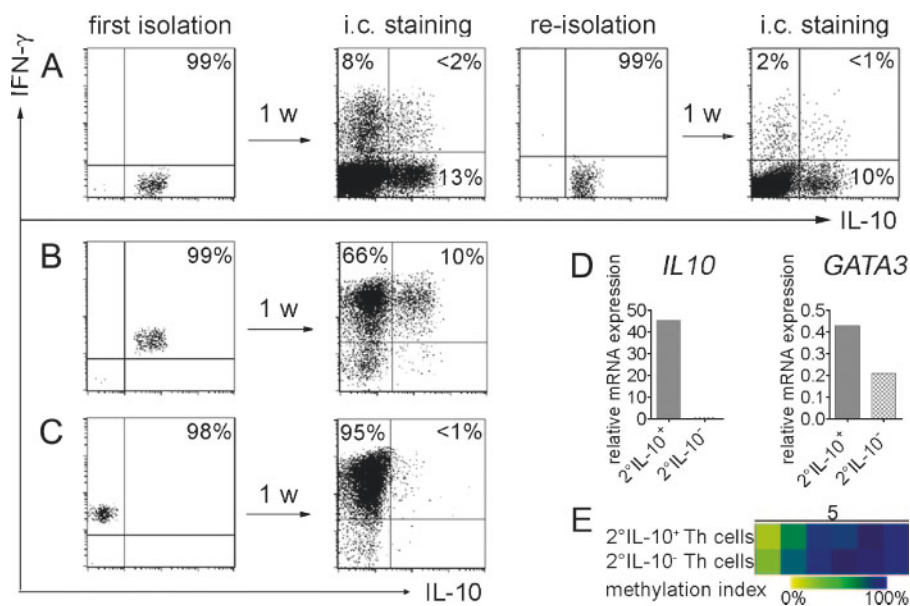 first isolation
i.c. staining
re-isolation
i.c. staining
IFN-γ
A
99%
1 w
8%
<2%
13%
99%
1 w
2%
<1%
10%
IL-10
B
99%
1 w
66%
10%
C
98%
1 w
95%
<1%
IL-10
D
IL10
relative mRNA expression
50
40
30
20
10
0
2°IL-10⁺
2°IL-10⁻
GATA3
relative mRNA expression
0.5
0.4
0.3
0.2
0.1
0.0
2°IL-10⁺
2°IL-10⁻
E
5
2°IL-10⁺ Th cells
2°IL-10⁻ Th cells
methylation index
0%
100%